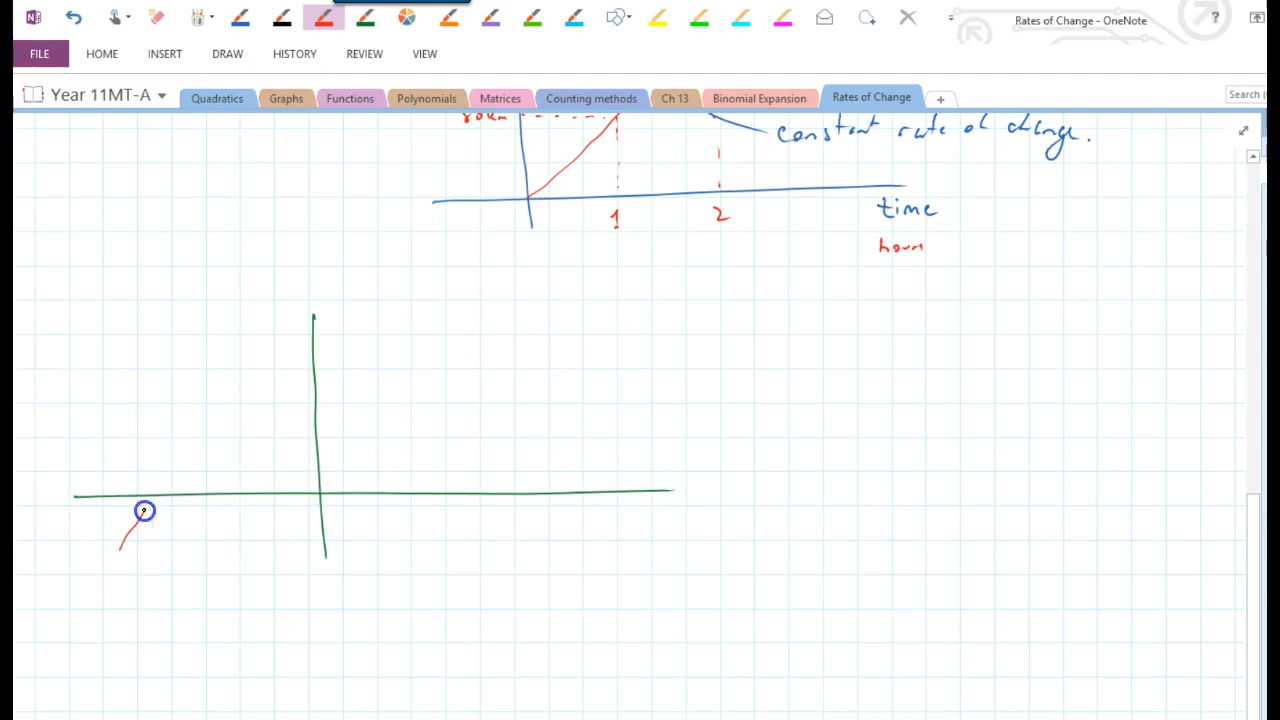 Rates of Change - OneNote
?
FILE HOME INSERT DRAW HISTORY REVIEW VIEW
Year 11MT-A Quadratics Graphs Functions Polynomials Matrices Counting methods Ch 13 Binomial Expansion Rates of Change + Search (
constant rate of change.
time
1 2
hours